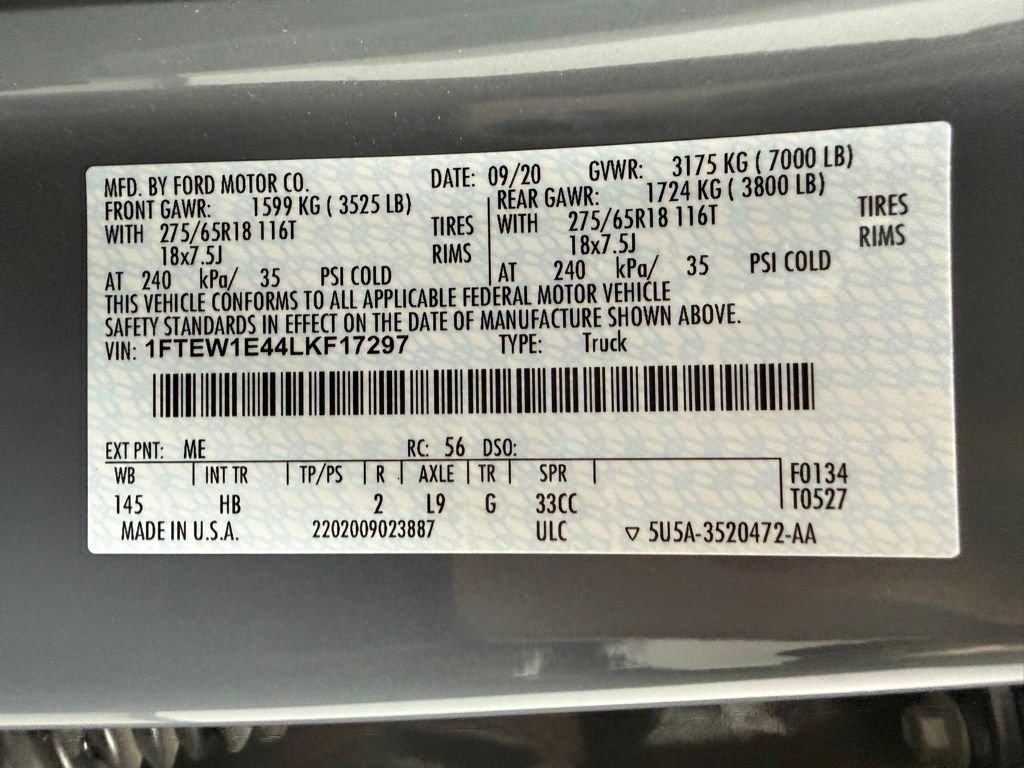 MFD. BY FORD MOTOR CO. DATE: 09/20 GVWR: 3175 KG ( 7000 LB)
FRONT GAWR: 1599 KG ( 3525 LB) REAR GAWR: 1724 KG ( 3800 LB)
WITH 275/65R18 116T TIRES WITH 275/65R18 116T TIRES
18x7.5J RIMS 18x7.5J RIMS
AT 240 kPa/ 35 PSI COLD AT 240 kPa/ 35 PSI COLD
THIS VEHICLE CONFORMS TO ALL APPLICABLE FEDERAL MOTOR VEHICLE
SAFETY STANDARDS IN EFFECT ON THE DATE OF MANUFACTURE SHOWN ABOVE.
VIN: 1FTEW1E44LKF17297 TYPE: Truck
EXT PNT: ME RC: 56 DSO:
WB INT TR TP/PS R AXLE TR SPR F0134
145 HB 2 L9 G 33CC T0527
MADE IN U.S.A. 2202009023887 ULC ▽ 5U5A-3520472-AA